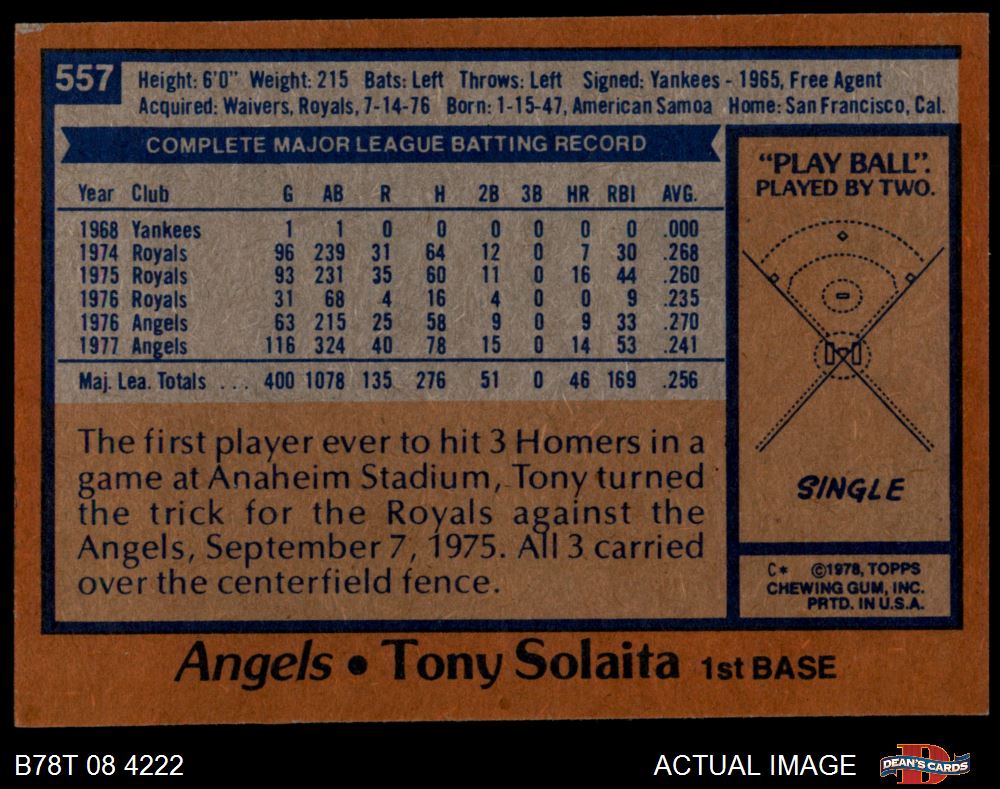 557
Height: 6'0" Weight: 215 Bats: Left Throws: Left Signed: Yankees - 1965, Free Agent
Acquired: Waivers, Royals, 7-14-76 Born: 1-15-47, American Samoa Home: San Francisco, Cal.
COMPLETE MAJOR LEAGUE BATTING RECORD
Year Club G AB R H 2B 3B HR RBI AVG.
1968 Yankees 1 1 0 0 0 0 0 0 .000
1974 Royals 96 239 31 64 12 0 7 30 .268
1975 Royals 93 231 35 60 11 0 16 44 .260
1976 Royals 31 68 4 16 4 0 0 9 .235
1976 Angels 63 215 25 58 9 0 9 33 .270
1977 Angels 116 324 40 78 15 0 14 53 .241
Maj. Lea. Totals ... 400 1078 135 276 51 0 46 169 .256
The first player ever to hit 3 Homers in a
game at Anaheim Stadium, Tony turned
the trick for the Royals against the
Angels, September 7, 1975. All 3 carried
over the centerfield fence.
"PLAY BALL".
PLAYED BY TWO.
SINGLE
C* ©1978, TOPPS
CHEWING GUM, INC.
PRTD. IN U.S.A.
Angels • Tony Solaita 1st BASE
B78T 08 4222
ACTUAL IMAGE
DEAN'S CARDS